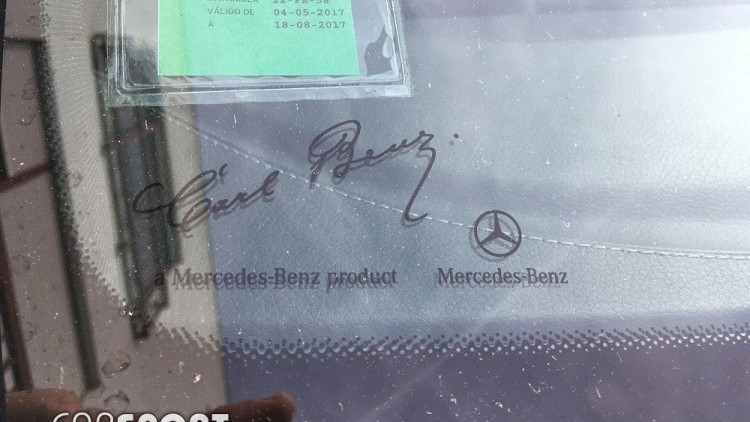 VÁLIDO DE 04-05-2017
A 18-08-2017
Carl Benz.
a Mercedes-Benz product
Mercedes-Benz